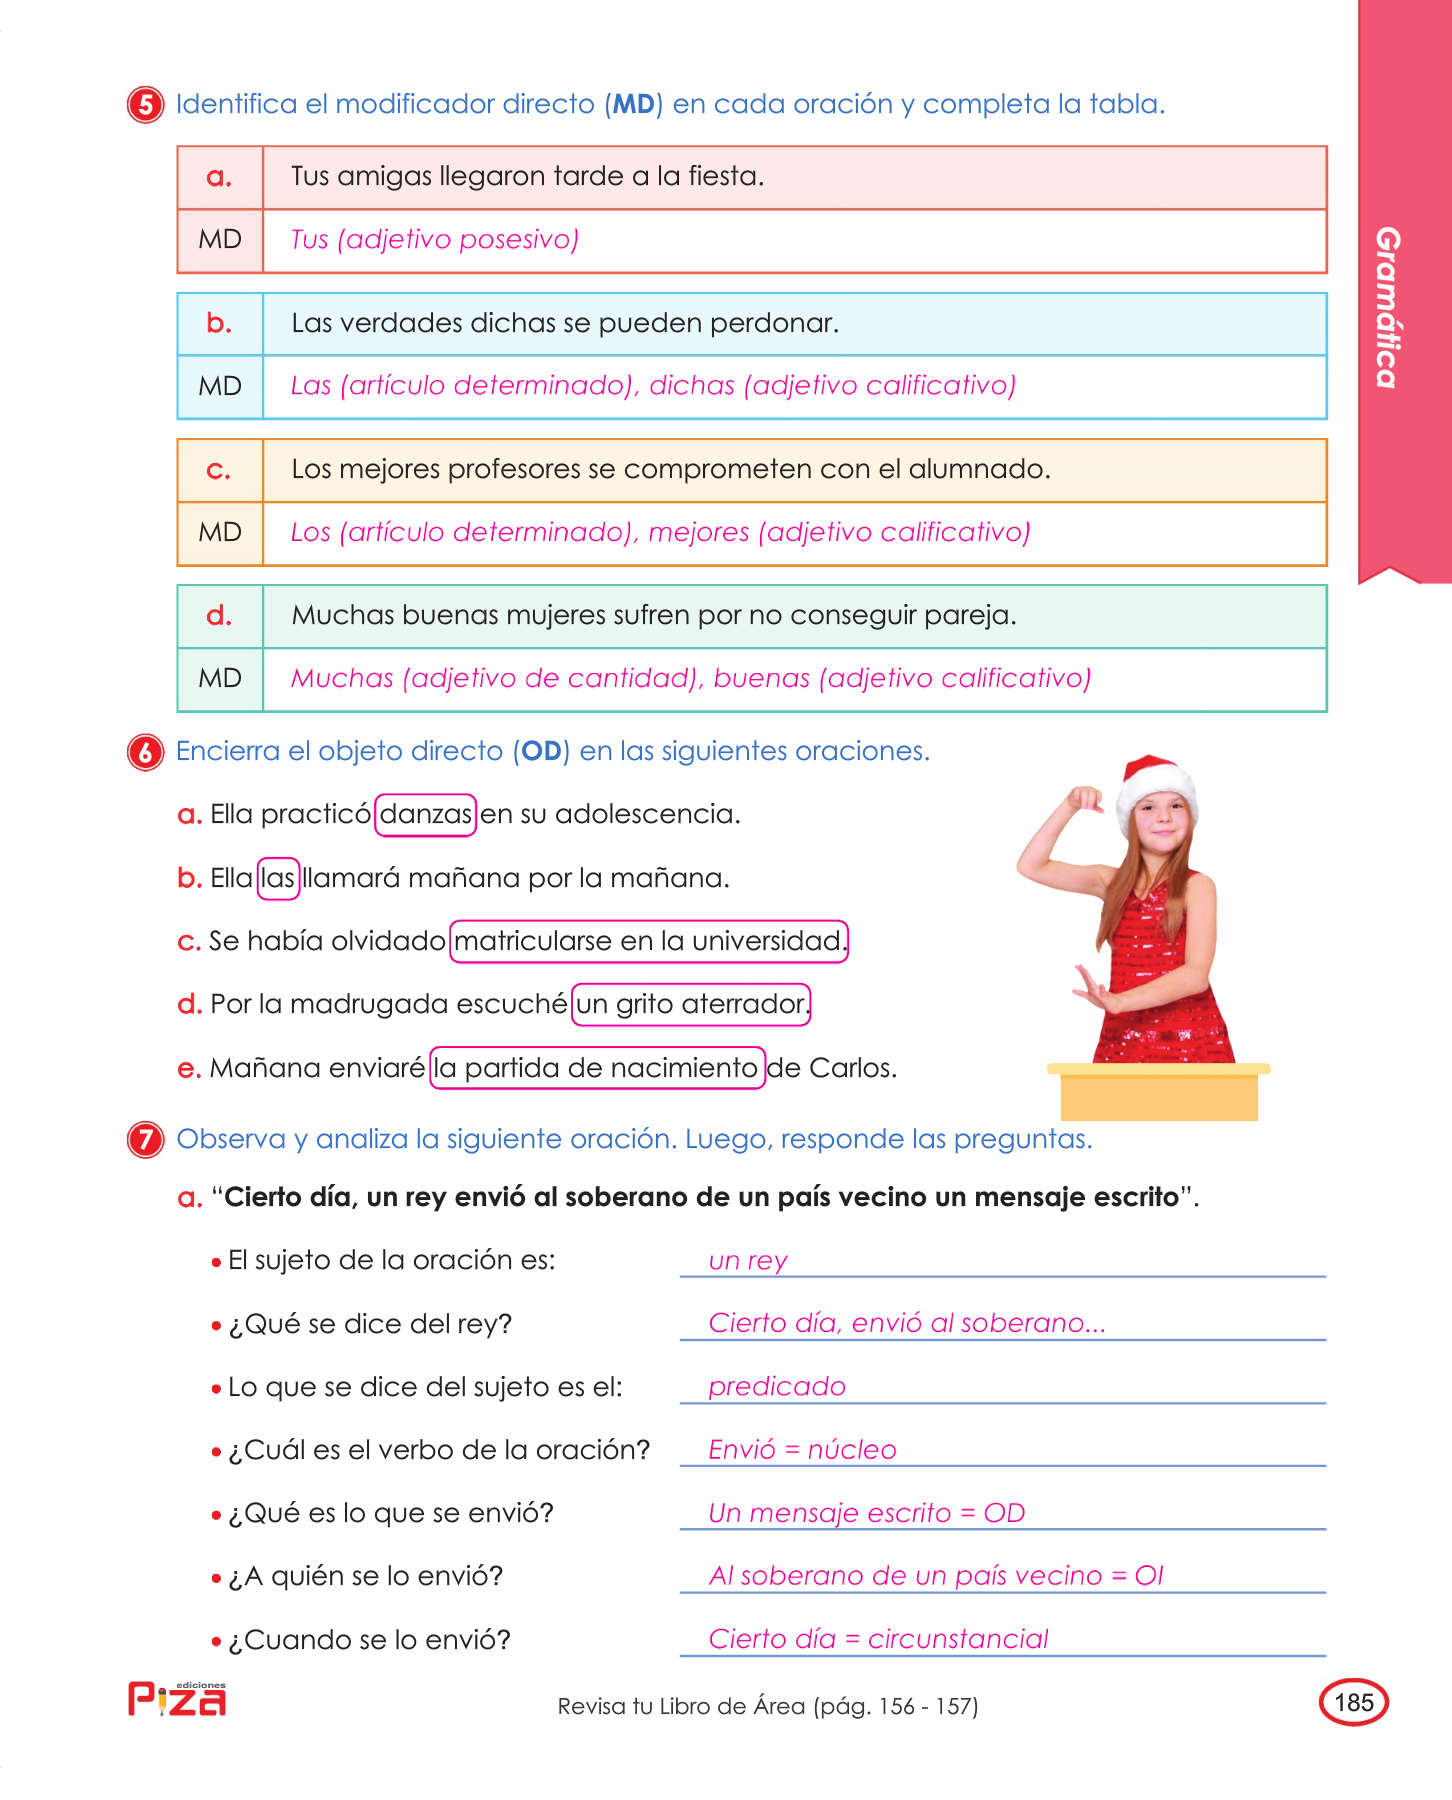 5 Identifica el modificador directo (MD) en cada oración y completa la tabla.
a. Tus amigas llegaron tarde a la fiesta.
MD Tus (adjetivo posesivo)
b. Las verdades dichas se pueden perdonar.
MD Las (artículo determinado), dichas (adjetivo calificativo)
c. Los mejores profesores se comprometen con el alumnado.
MD Los (artículo determinado), mejores (adjetivo calificativo)
d. Muchas buenas mujeres sufren por no conseguir pareja.
MD Muchas (adjetivo de cantidad), buenas (adjetivo calificativo)
Gramática
6 Encierra el objeto directo (OD) en las siguientes oraciones.
a. Ella practicó danzas en su adolescencia.
b. Ella las llamará mañana por la mañana.
c. Se había olvidado matricularse en la universidad.
d. Por la madrugada escuché un grito aterrador.
e. Mañana enviaré la partida de nacimiento de Carlos.
7 Observa y analiza la siguiente oración. Luego, responde las preguntas.
a. “Cierto día, un rey envió al soberano de un país vecino un mensaje escrito”.
• El sujeto de la oración es: un rey
• ¿Qué se dice del rey? Cierto día, envió al soberano...
• Lo que se dice del sujeto es el: predicado
• ¿Cuál es el verbo de la oración? Envió = núcleo
• ¿Qué es lo que se envió? Un mensaje escrito = OD
• ¿A quién se lo envió? Al soberano de un país vecino = OI
• ¿Cuando se lo envió? Cierto día = circunstancial
ediciones
Piza
Revisa tu Libro de Área (pág. 156 - 157)
185